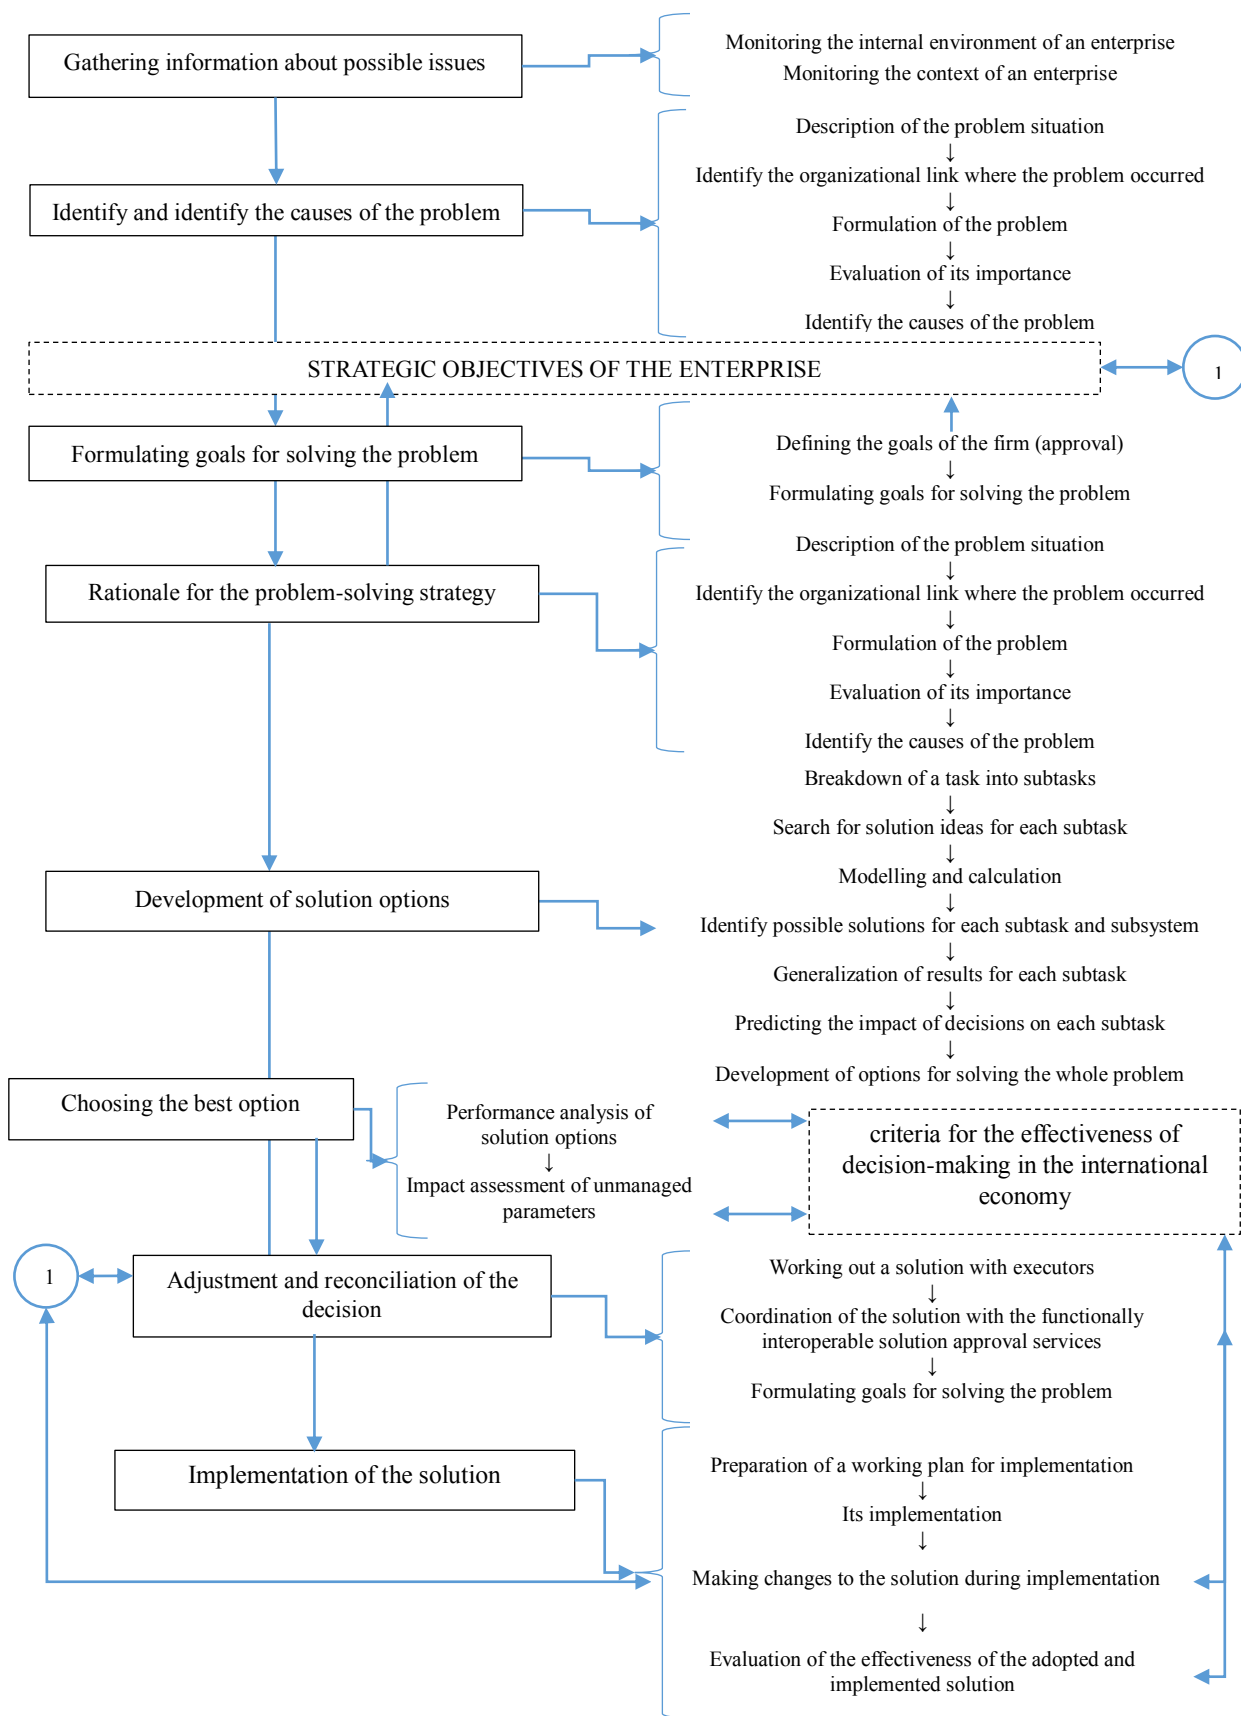 Gathering information about possible issues
Monitoring the internal environment of an enterprise
Monitoring the context of an enterprise
Identify and identify the causes of the problem
Description of the problem situation
↓
Identify the organizational link where the problem occurred
↓
Formulation of the problem
↓
Evaluation of its importance
↓
Identify the causes of the problem
STRATEGIC OBJECTIVES OF THE ENTERPRISE
1
Formulating goals for solving the problem
Defining the goals of the firm (approval)
↓
Formulating goals for solving the problem
Rationale for the problem-solving strategy
Description of the problem situation
↓
Identify the organizational link where the problem occurred
↓
Formulation of the problem
↓
Evaluation of its importance
↓
Identify the causes of the problem
Development of solution options
Breakdown of a task into subtasks
↓
Search for solution ideas for each subtask
↓
Modelling and calculation
↓
Identify possible solutions for each subtask and subsystem
↓
Generalization of results for each subtask
↓
Predicting the impact of decisions on each subtask
↓
Development of options for solving the whole problem
Choosing the best option
Performance analysis of
solution options
↓
Impact assessment of unmanaged
parameters
criteria for the effectiveness of
decision-making in the international
economy
1
Adjustment and reconciliation of the
decision
Working out a solution with executors
↓
Coordination of the solution with the functionally
interoperable solution approval services
↓
Formulating goals for solving the problem
Implementation of the solution
Preparation of a working plan for implementation
↓
Its implementation
↓
Making changes to the solution during implementation
↓
Evaluation of the effectiveness of the adopted and
implemented solution